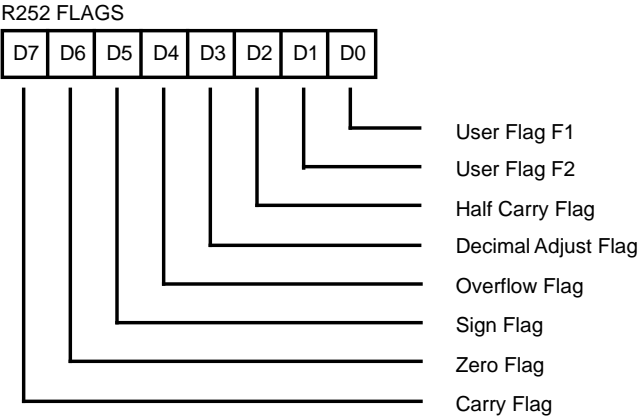 R252 FLAGS
D7 D6 D5 D4 D3 D2 D1 D0
User Flag F1
User Flag F2
Half Carry Flag
Decimal Adjust Flag
Overflow Flag
Sign Flag
Zero Flag
Carry Flag